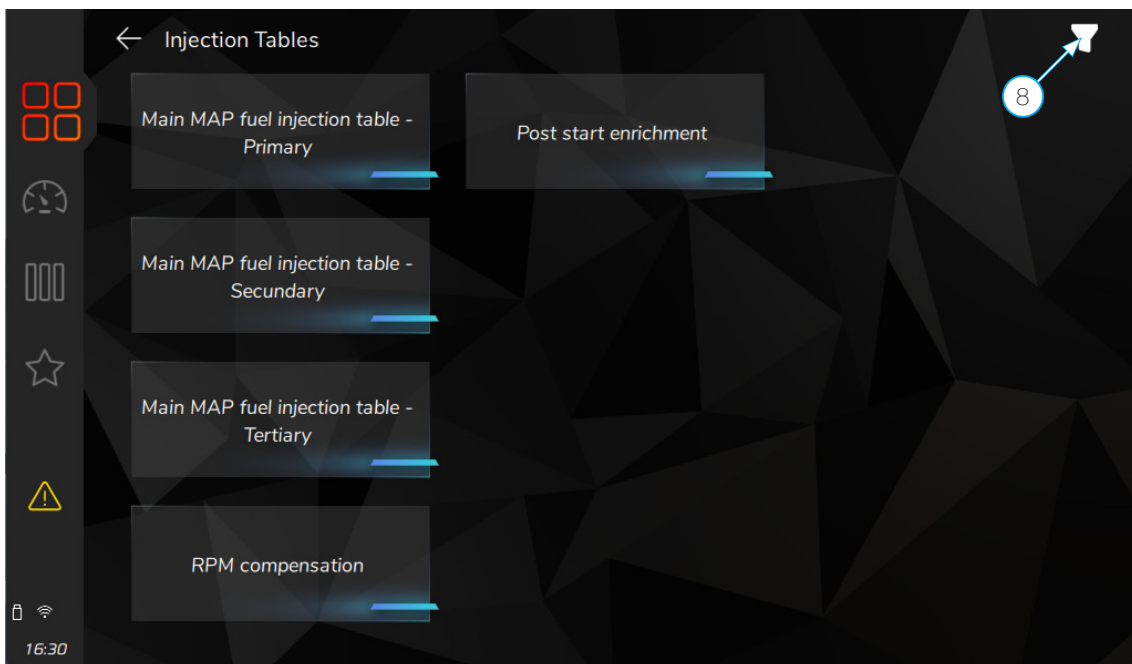 Injection Tables
8
Main MAP fuel injection table -
Primary
Post start enrichment
Main MAP fuel injection table -
Secundary
Main MAP fuel injection table -
Tertiary
RPM compensation
16:30